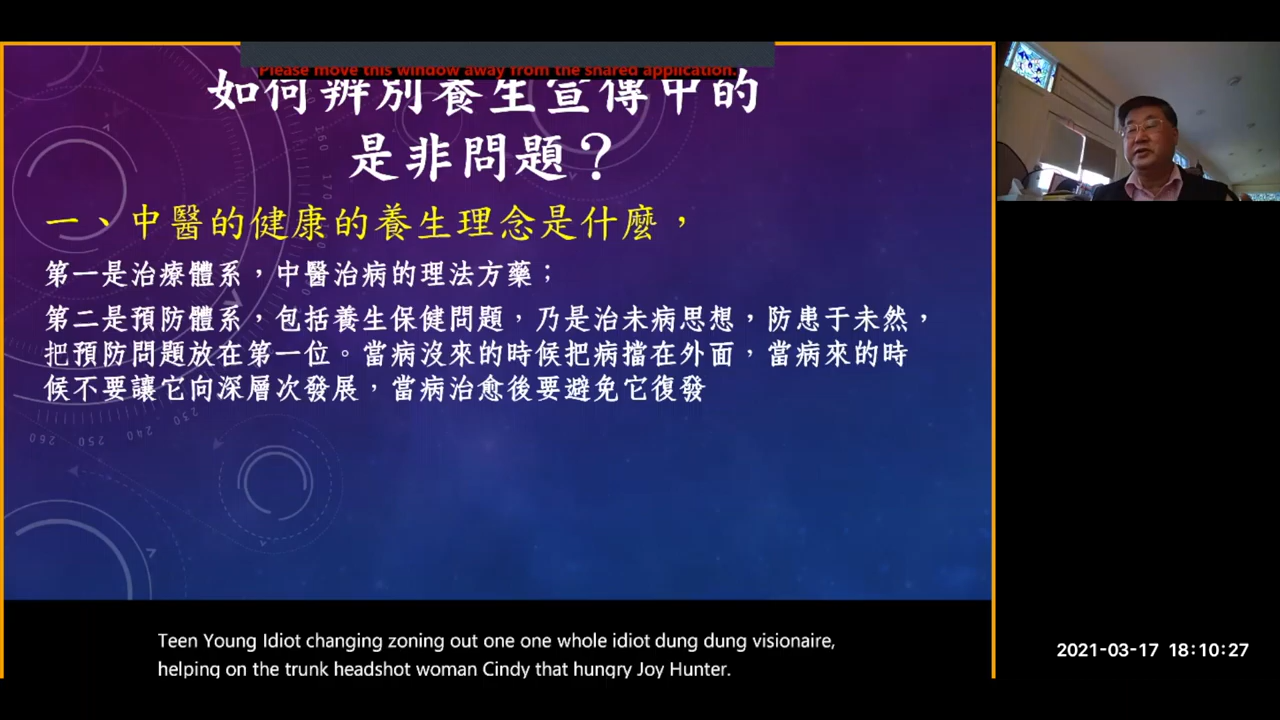 Please move this window away from the shared application.
如何辨別養生宣傳中的
是非問題？
一、中醫的健康的養生理念是什麼，
第一是治療體系，中醫治病的理法方藥；
第二是預防體系，包括養生保健問題，乃是治未病思想，防患于未然，
把預防問題放在第一位。當病沒來的時候把病擋在外面，當病來的時
候不要讓它向深層次發展，當病治愈後要避免它復發
160
170
260
250
240
230
Teen Young Idiot changing zoning out one one whole idiot dung dung visionaire,
helping on the trunk headshot woman Cindy that hungry Joy Hunter.
2021-03-17 18:10:27